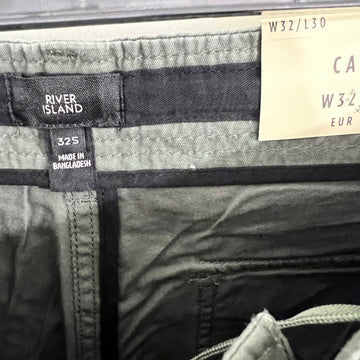 RIVER
ISLAND
32S
MADE IN
BANGLADESH
W32/L30
CA
W32
EUR